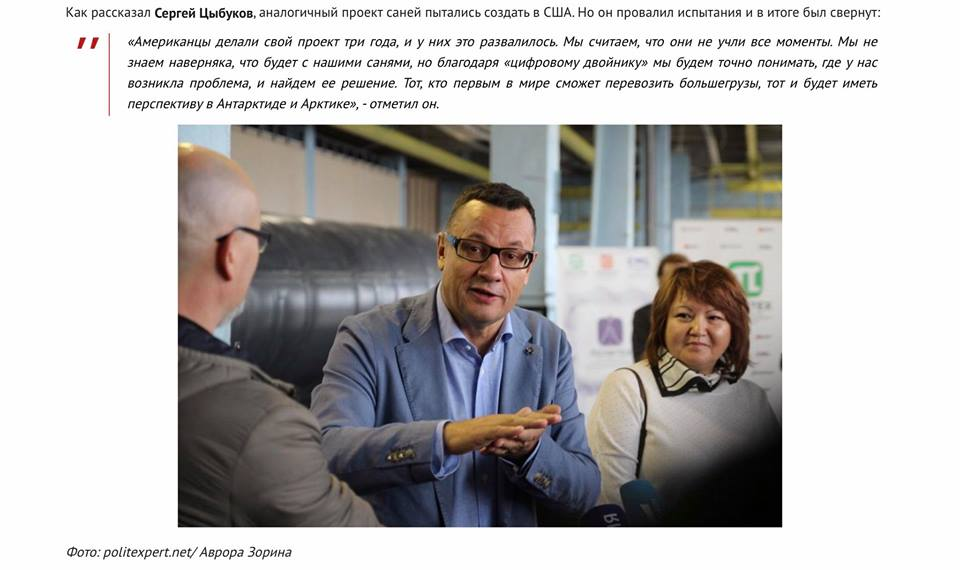 Как рассказал Сергей Цыбуков, аналогичный проект саней пытались создать в США. Но он провалил испытания и в итоге был свернут:
«Американцы делали свой проект три года, и у них это развалилось. Мы считаем, что они не учли все моменты. Мы не
знаем наверняка, что будет с нашими санями, но благодаря «цифровому двойнику» мы будем точно понимать, где у нас
возникла проблема, и найдем ее решение. Тот, кто первым в мире сможет перевозить большегрузы, тот и будет иметь
перспективу в Антарктиде и Арктике», - отметил он.
Фото: politexpert.net/ Аврора Зорина